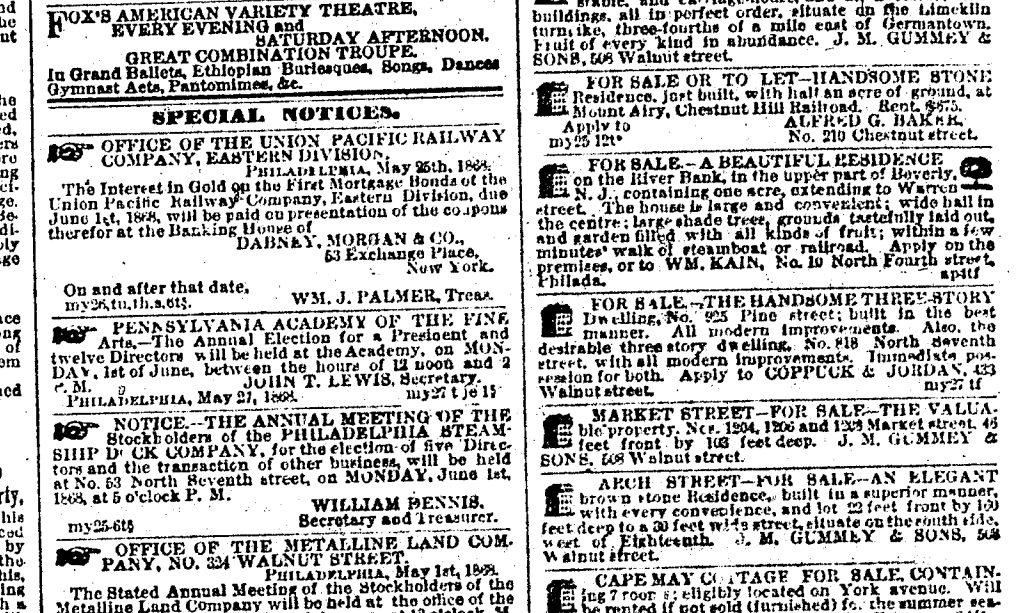 FOX'S AMERICAN VARIETY THEATRE,
EVERY EVENING and
SATURDAY AFTERNOON.
GREAT COMBINATION TROUPE,
In Grand Ballets, Ethiopian Burlesques, Songs, Dances
Gymnast Acts, Pantomimes, &c.
SPECIAL NOTICES.
OFFICE OF THE UNION PACIFIC RAILWAY
COMPANY, EASTERN DIVISION,
PHILADELPHIA, May 25th, 1868.
The Interest in Gold on the First Mortgage Bonds of the
Union Pacific Railway Company, Eastern Division, due
June 1st, 1868, will be paid on presentation of the coupons
therefor at the Banking House of
DABNEY, MORGAN & CO.,
53 Exchange Place,
New York.
On and after that date,
my26,tu,th,s,6t§. WM. J. PALMER, Treas.
PENNSYLVANIA ACADEMY OF THE FINE
Arts.—The Annual Election for a President and
twelve Directors will be held at the Academy, on MON-
DAY, 1st of June, between the hours of 12 noon and 2
P. M. JOHN T. LEWIS, Secretary.
PHILADELPHIA, May 27, 1868. my27 t je 1§
NOTICE.--THE ANNUAL MEETING OF THE
Stockholders of the PHILADELPHIA STEAM-
SHIP DOCK COMPANY, for the election of five Direc-
tors and the transaction of other business, will be held
at No. 53 North Seventh street, on MONDAY, June 1st,
1868, at 5 o'clock P. M.
WILLIAM DENNIS,
Secretary and Treasurer.
my25-6t§
OFFICE OF THE METALLINE LAND COM-
PANY, NO. 324 WALNUT STREET,
PHILADELPHIA, May 1st, 1868.
The Stated Annual Meeting of the Stockholders of the
Metalline Land Company will be held at the office of the
buildings, all in perfect order, situate on the Limekiln
turnpike, three-fourths of a mile east of Germantown.
Fruit of every kind in abundance. J. M. GUMMEY &
SONS, 508 Walnut street.
FOR SALE OR TO LET—HANDSOME STONE
Residence, just built, with half an acre of ground, at
Mount Airy, Chestnut Hill Railroad. Rent, $675.
Apply to ALFRED G. BAKER,
my25 12t* No. 210 Chestnut street.
FOR SALE.—A BEAUTIFUL RESIDENCE
on the River Bank, in the upper part of Beverly,
N. J., containing one acre, extending to Warren
street. The house is large and convenient; wide hall in
the centre; large shade trees, grounds tastefully laid out,
and garden filled with all kinds of fruit; within a few
minutes' walk of steamboat or railroad. Apply on the
premises, or to WM. KAIN, No. 19 North Fourth street,
Philada.
FOR SALE.—THE HANDSOME THREE-STORY
Dwelling, No. 925 Pine street; built in the best
manner. All modern improvements. Also, the
desirable three story dwelling, No. 818 North Seventh
street, with all modern improvements. Immediate pos-
session for both. Apply to COPPUCK & JORDAN, 433
Walnut street. my27 tf
MARKET STREET—FOR SALE—THE VALUA-
ble property, Nos. 1204, 1206 and 1208 Market street, 46
feet front by 103 feet deep. J. M. GUMMEY &
SONS, 508 Walnut street.
ARCH STREET—FOR SALE—AN ELEGANT
brown stone Residence, built in a superior manner,
with every convenience, and lot 22 feet front by 150
feet deep to a 30 feet wide street, situate on the south side,
west of Eighteenth. J. M. GUMMEY & SONS, 508
Walnut street.
CAPE MAY COTTAGE FOR SALE, CONTAIN-
ing 7 rooms; eligibly located on York avenue. Will
be rented if not sold (furnished) for the summer sea-